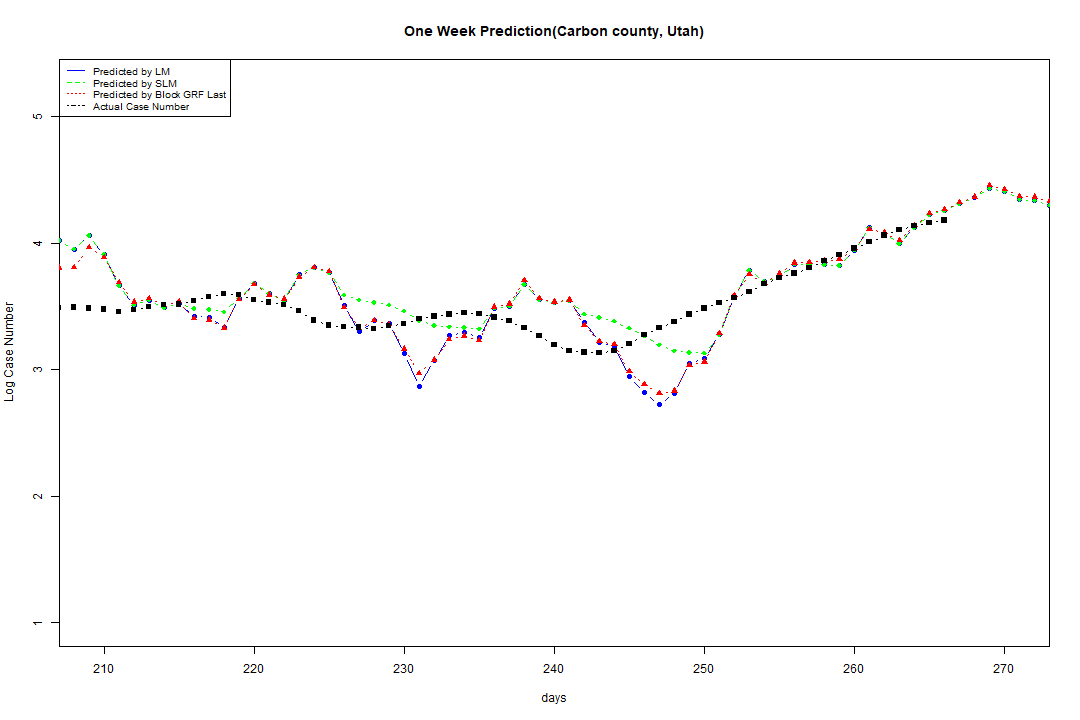 One Week Prediction(Carbon county, Utah)
Predicted by LM
Predicted by SLM
Predicted by Block GRF Last
Actual Case Number
5
4
3
2
1
Log Case Number
210 220 230 240 250 260 270
days